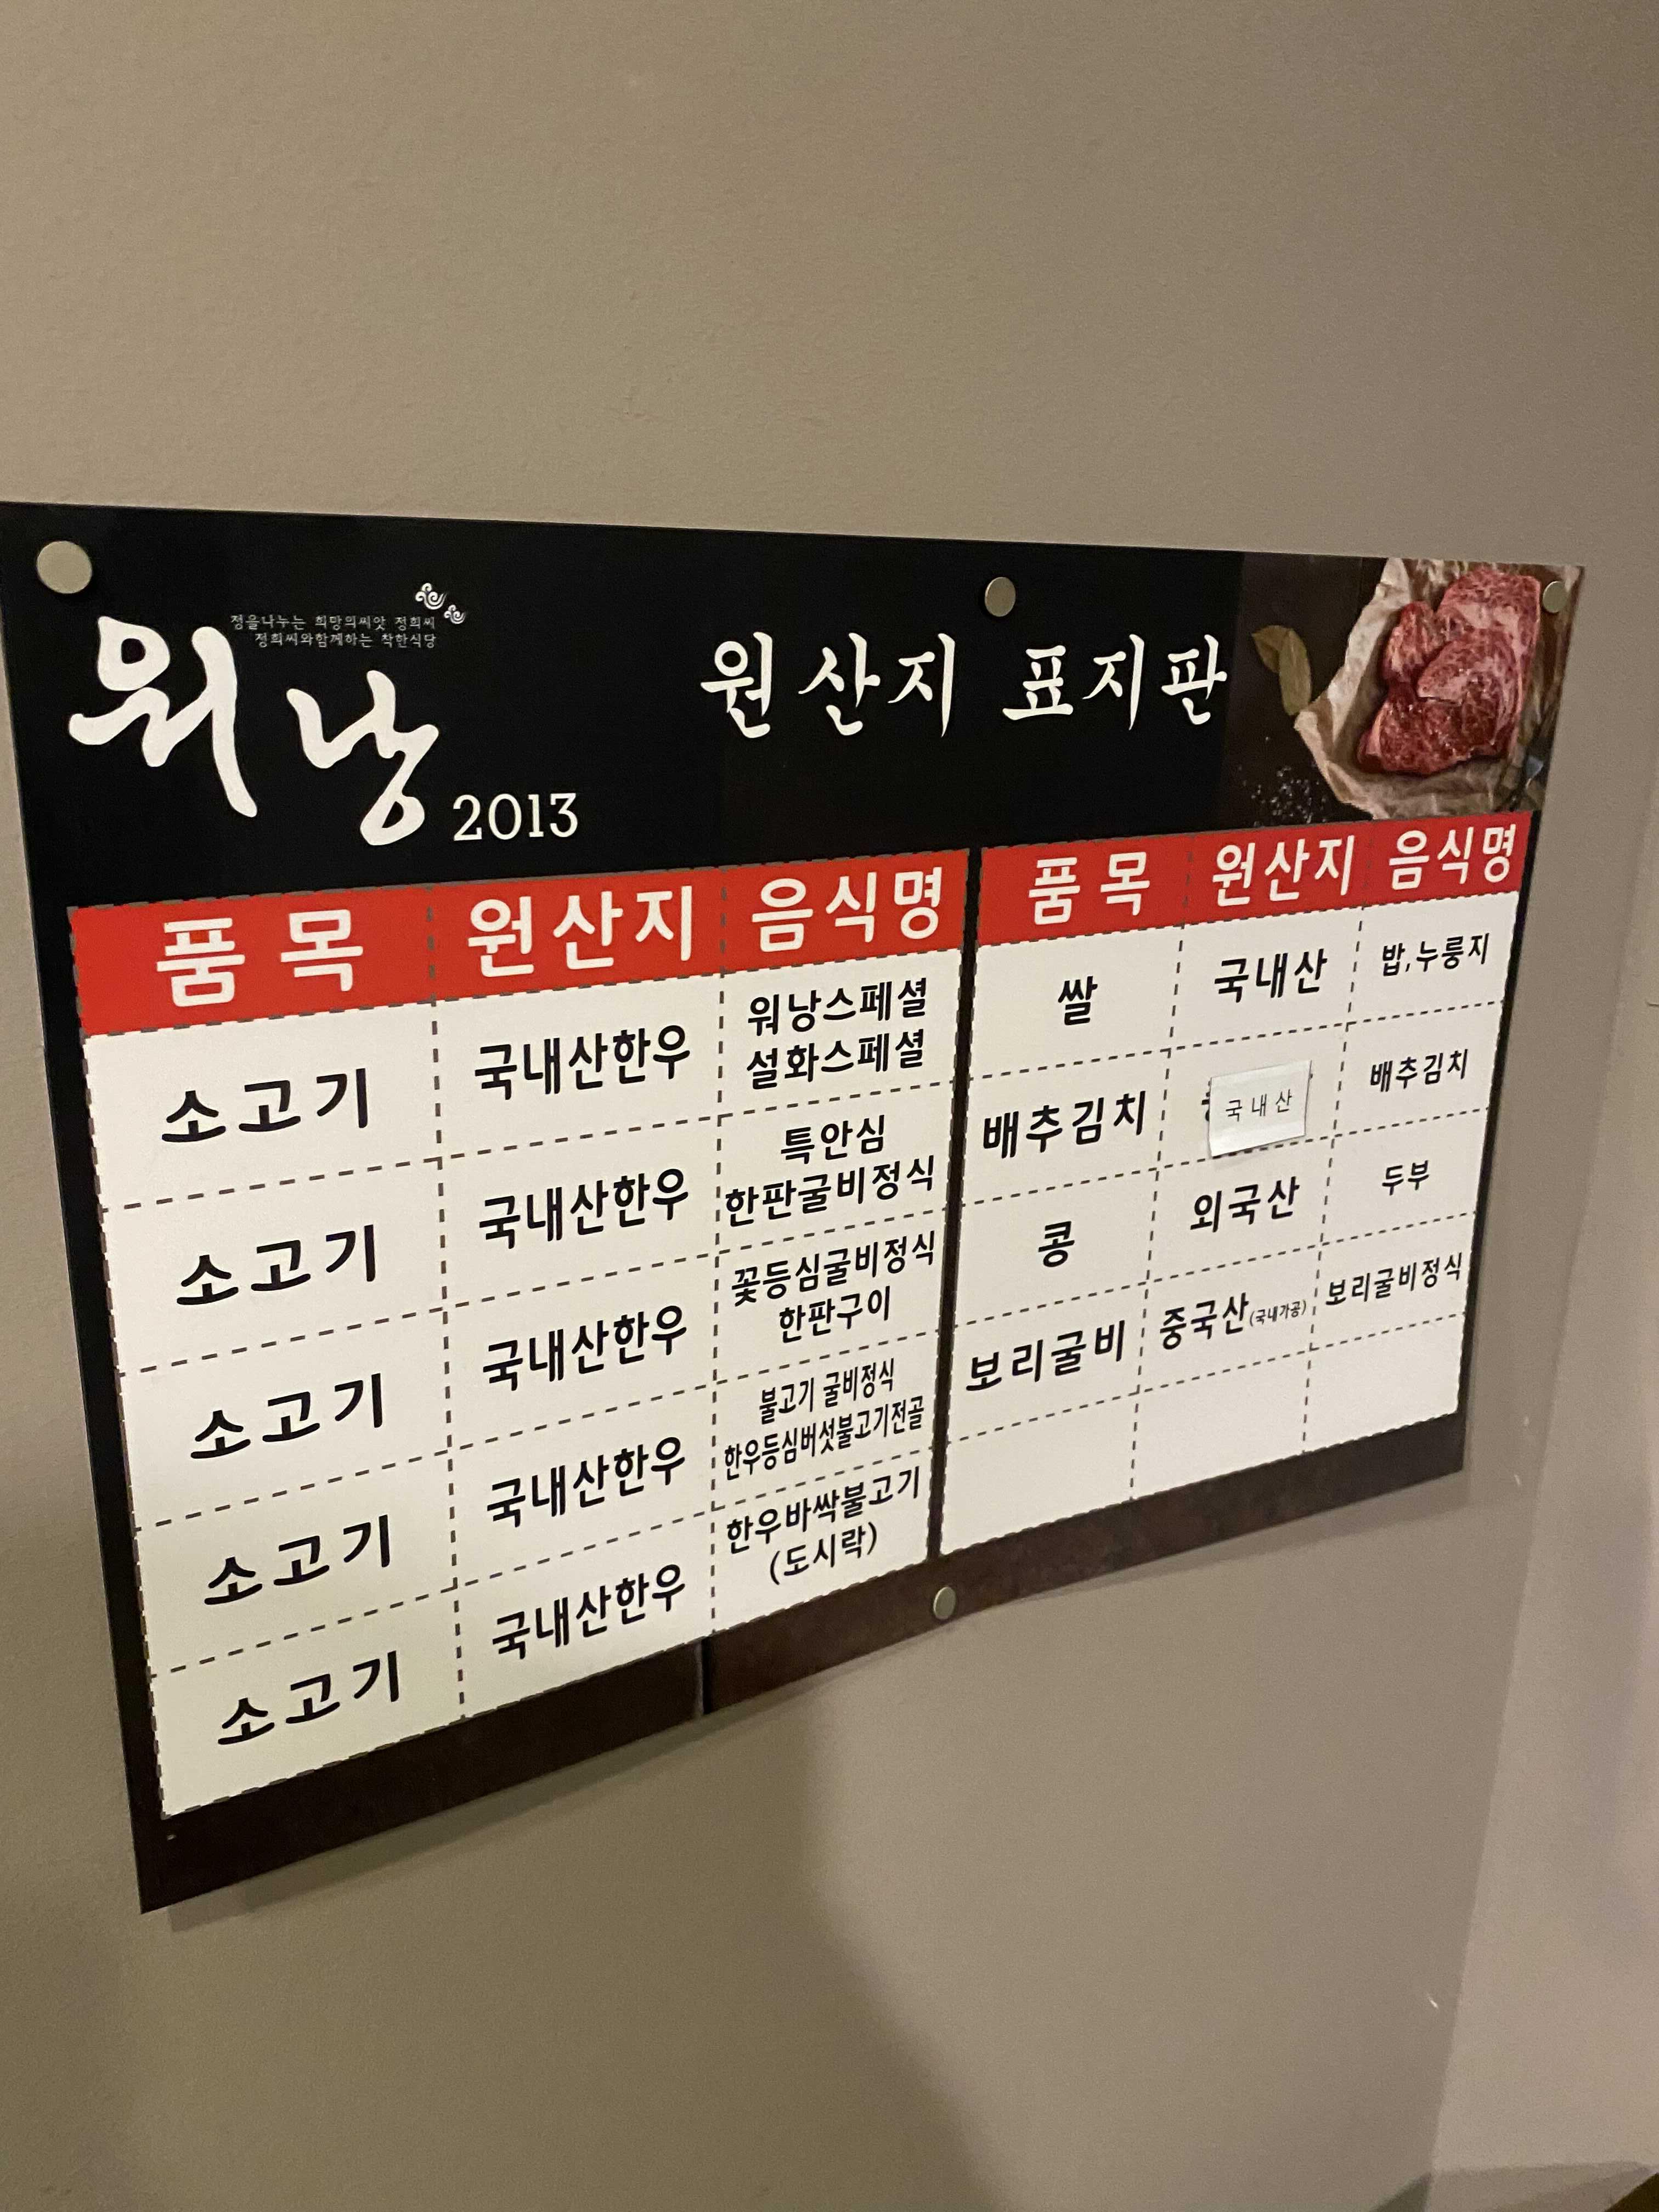 정을나누는 희망의씨앗 정희씨
정희씨와함께하는 착한식당
워낭 2013
원산지 표지판
품목 원산지 음식명
소고기 국내산한우 워낭스페셜
설화스페셜
소고기 국내산한우 특안심
한판굴비정식
소고기 국내산한우 꽃등심굴비정식
한판구이
소고기 국내산한우 불고기 굴비정식
한우등심버섯불고기전골
소고기 국내산한우 한우바싹불고기
(도시락)
품목 원산지 음식명
쌀 국내산 밥,누룽지
배추김치 국내산 배추김치
콩 외국산 두부
보리굴비 중국산(국내가공) 보리굴비정식